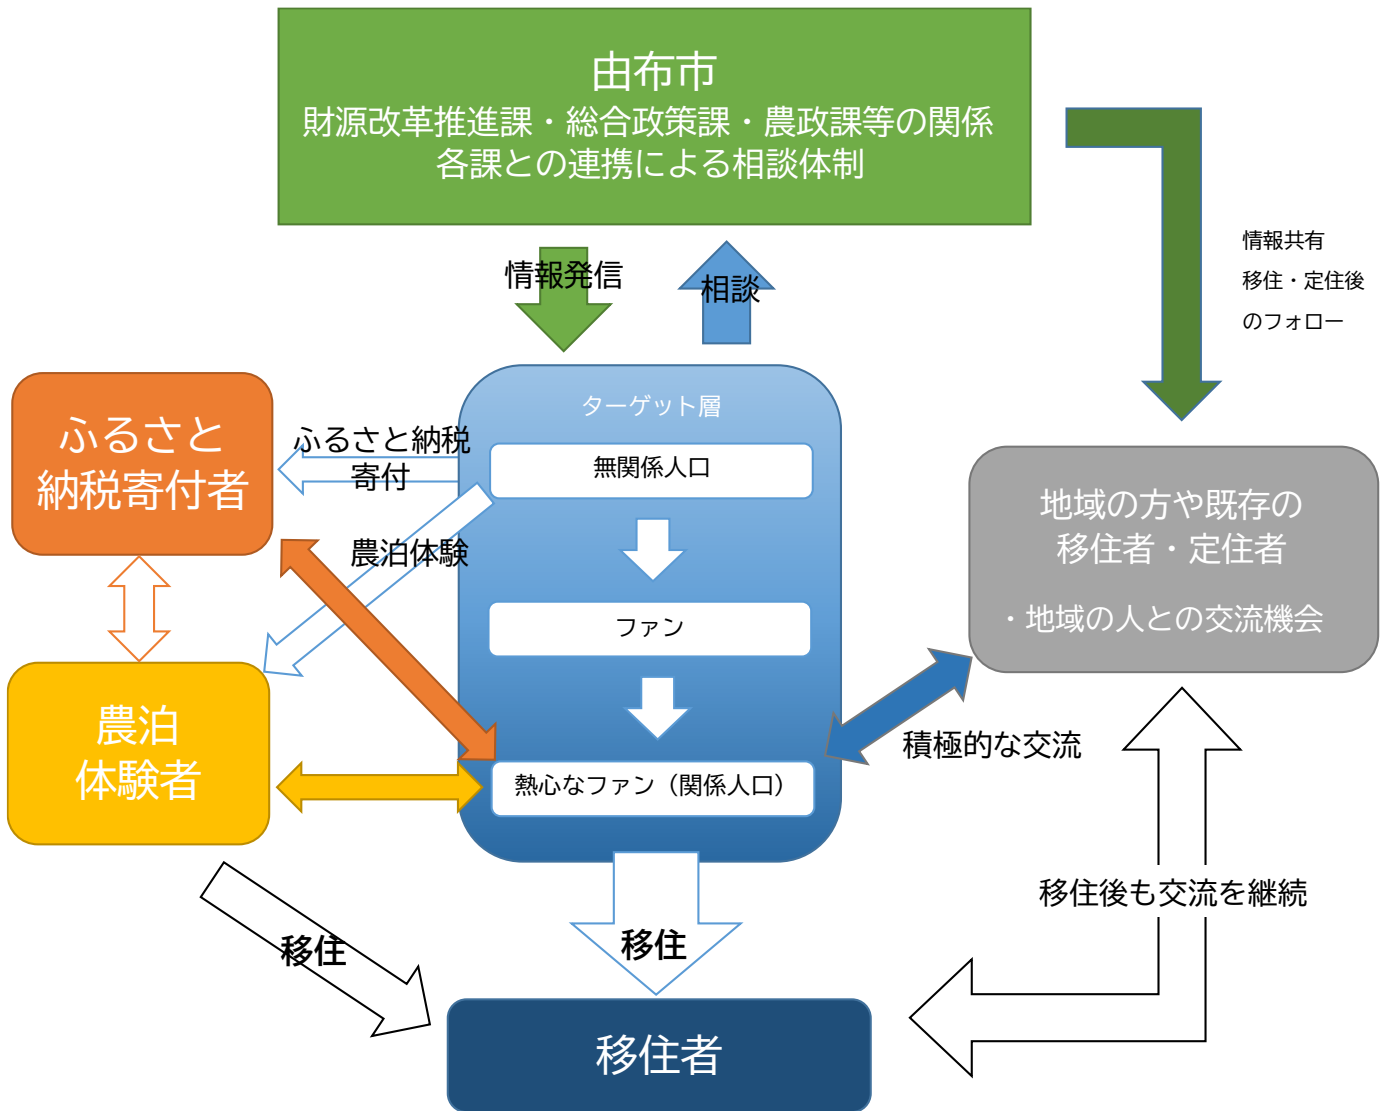 由布市
財源改革推進課・総合政策課・農政課等の関係
各課との連携による相談体制
情報発信
相談
情報共有
移住・定住後
のフォロー
ふるさと
納税寄付者
ふるさと納税
寄付
農泊体験
ターゲット層
無関係人口
ファン
熱心なファン（関係人口）
地域の方や既存の
移住者・定住者
・地域の人との交流機会
農泊
体験者
積極的な交流
移住後も交流を継続
移住
移住
移住者